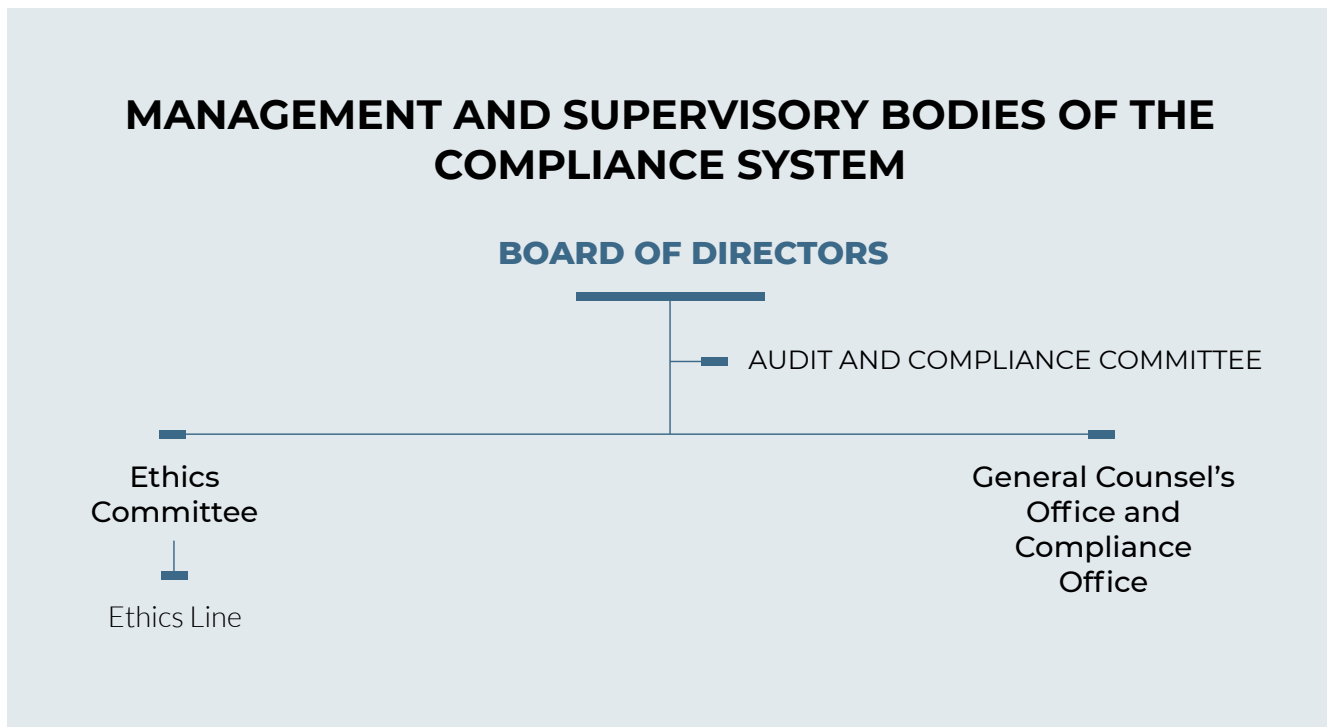 MANAGEMENT AND SUPERVISORY BODIES OF THE
COMPLIANCE SYSTEM
BOARD OF DIRECTORS
AUDIT AND COMPLIANCE COMMITTEE
Ethics
Committee
Ethics Line
General Counsel’s
Office and
Compliance
Office